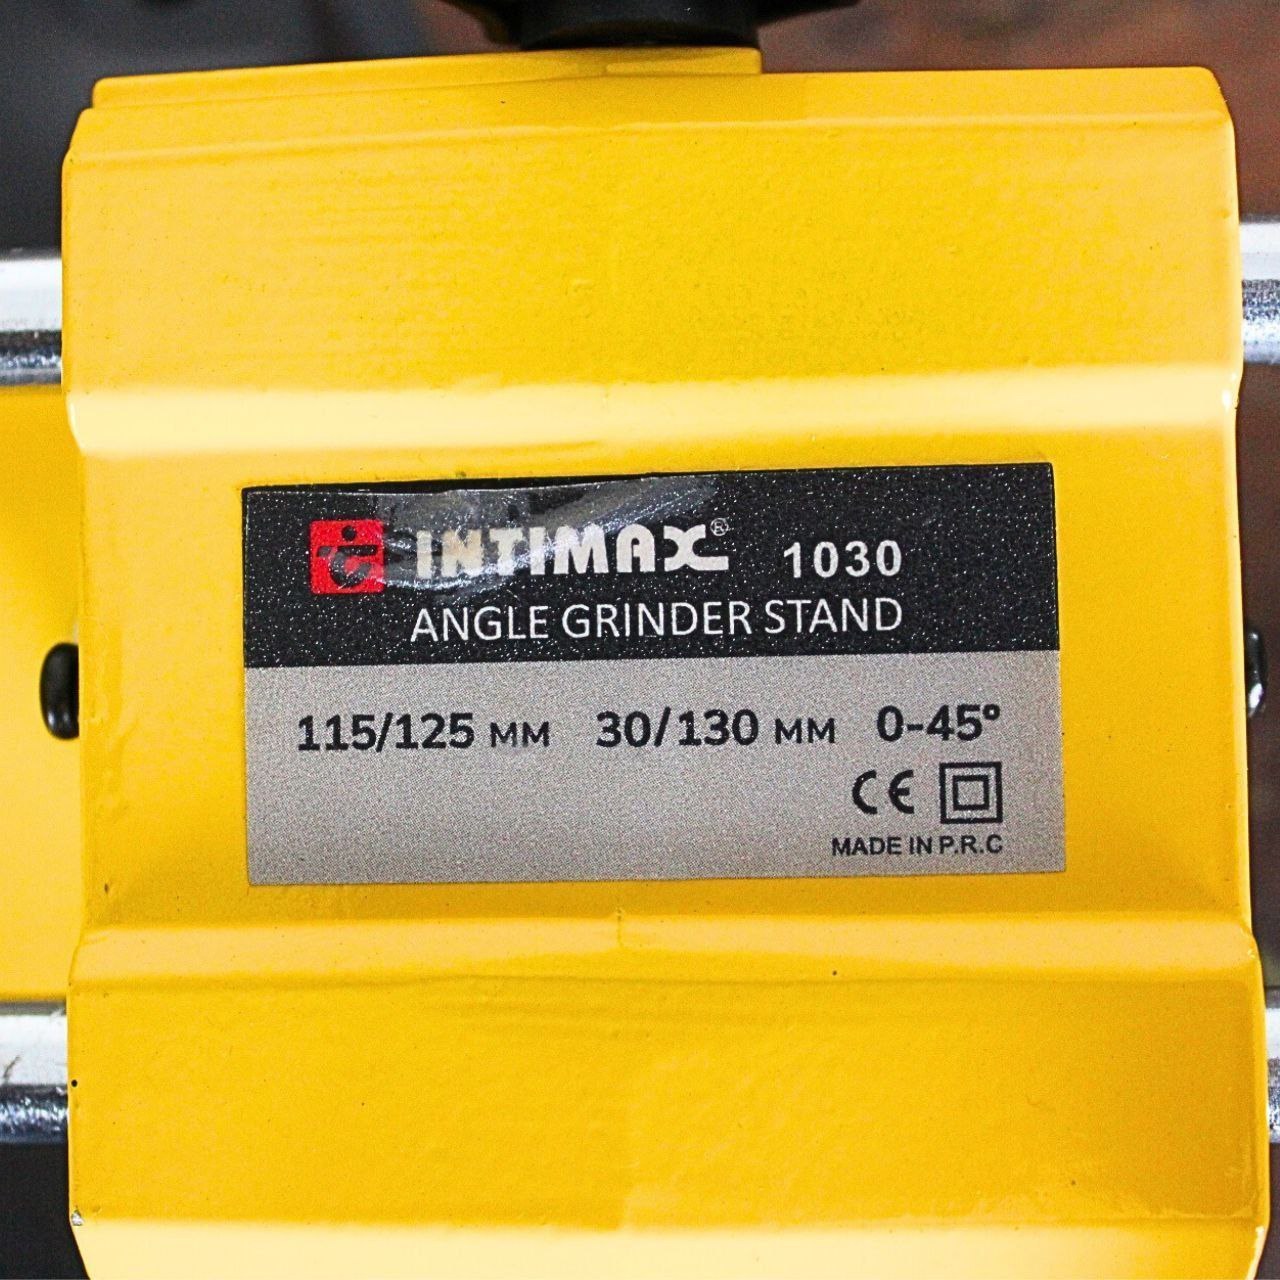 INTIMAX® 1030
ANGLE GRINDER STAND
115/125 MM 30/130 MM 0-45°
CE
MADE IN P.R.C